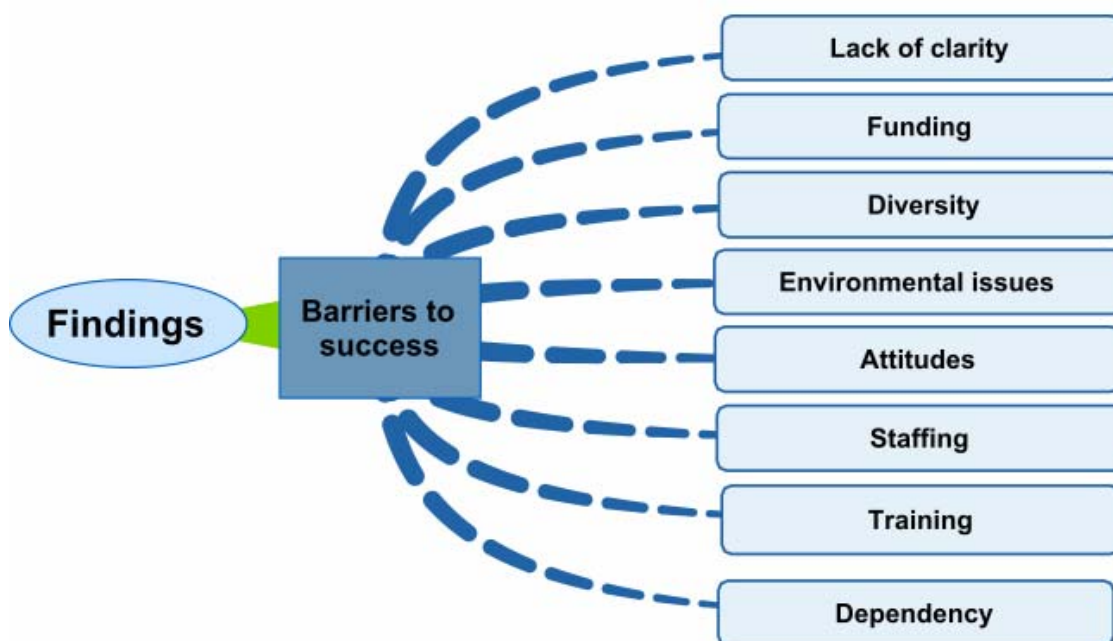 Findings
Barriers to
success
Lack of clarity
Funding
Diversity
Environmental issues
Attitudes
Staffing
Training
Dependency